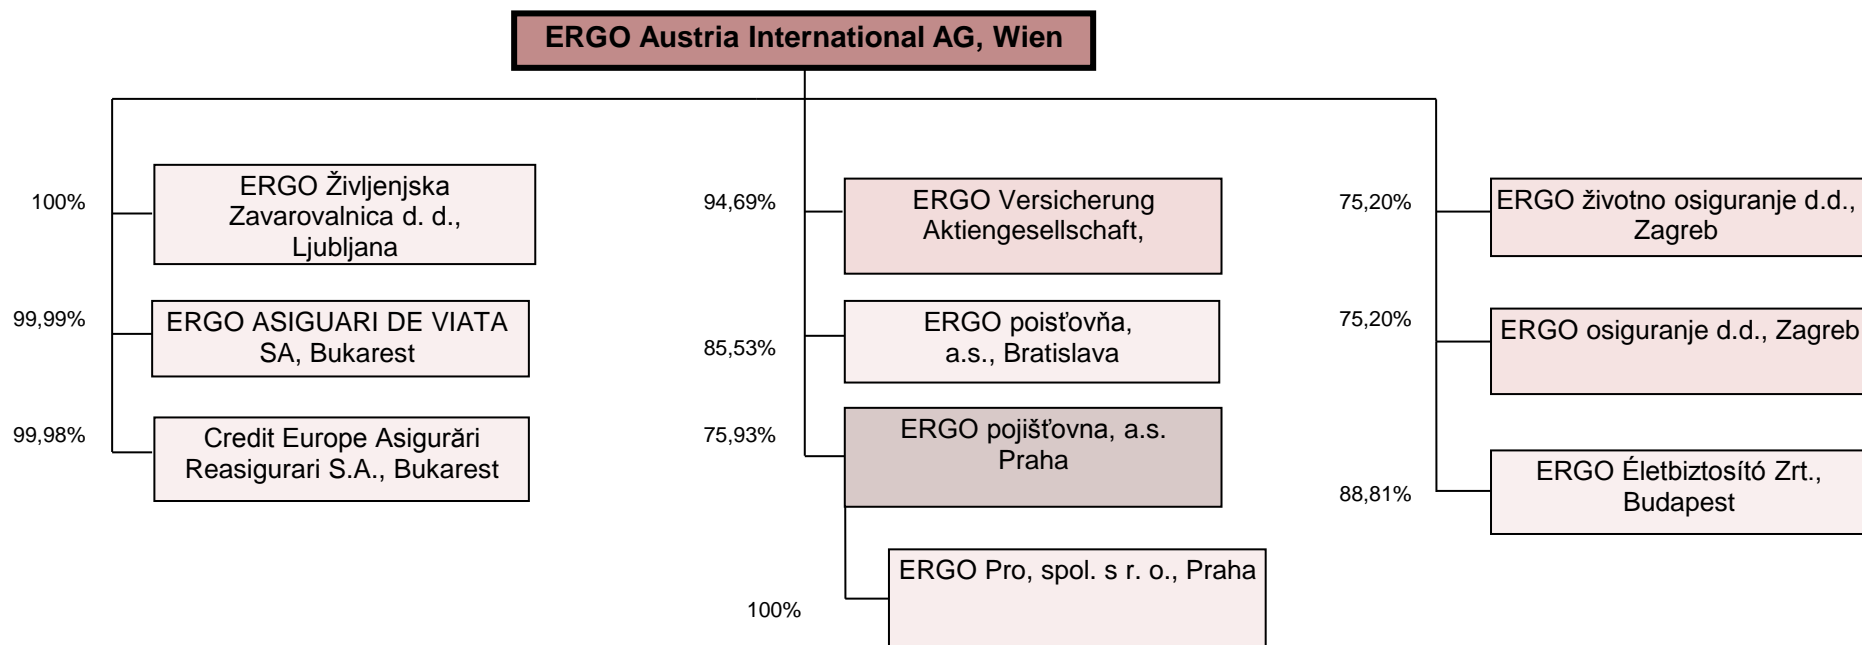 ERGO Austria International AG, Wien
100%
ERGO Življenjska
Zavarovalnica d. d.,
Ljubljana
99,99%
ERGO ASIGUARI DE VIATA
SA, Bukarest
99,98%
Credit Europe Asigurări
Reasigurari S.A., Bukarest
94,69%
ERGO Versicherung
Aktiengesellschaft,
85,53%
ERGO poisťovňa,
a.s., Bratislava
75,93%
ERGO pojišťovna, a.s.
Praha
100%
ERGO Pro, spol. s r. o., Praha
75,20%
ERGO životno osiguranje d.d.,
Zagreb
75,20%
ERGO osiguranje d.d., Zagreb
88,81%
ERGO Életbiztosító Zrt.,
Budapest